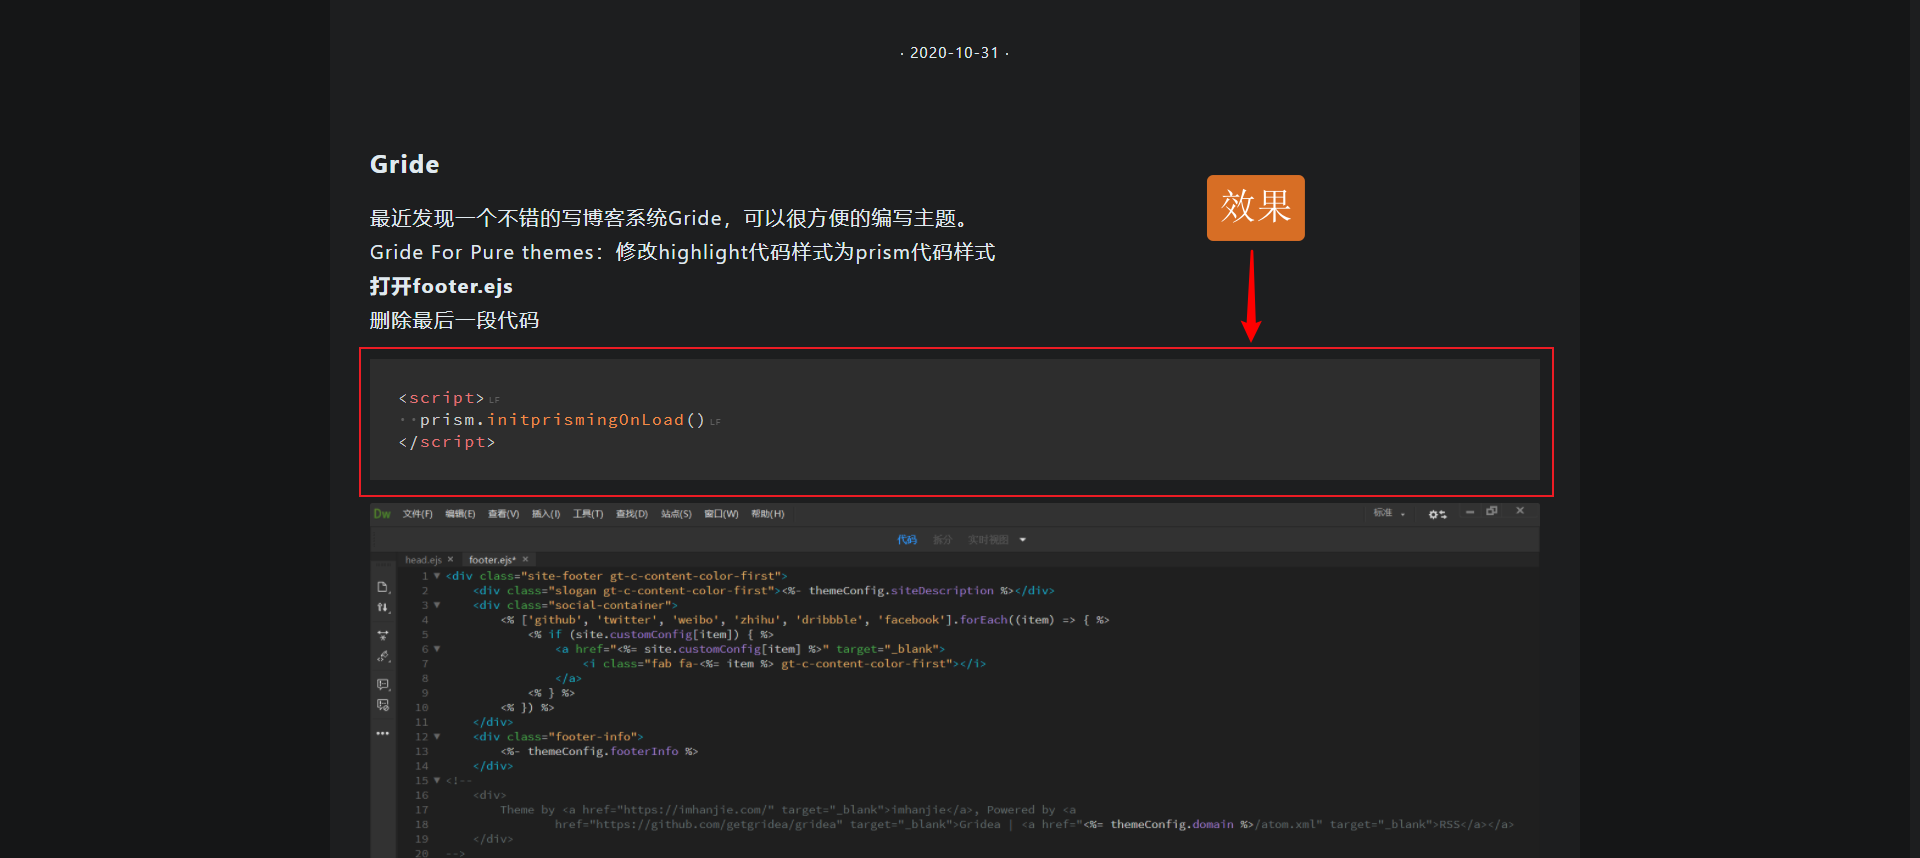 · 2020-10-31 ·
Gride
最近发现一个不错的写博客系统Gride，可以很方便的编写主题。
Gride For Pure themes：修改highlight代码样式为prism代码样式
打开footer.ejs
删除最后一段代码
效果
<script>LF
··prism.initprismingOnLoad()LF
</script>
Dw 文件(F) 编辑(E) 查看(V) 插入(I) 工具(T) 查找(D) 站点(S) 窗口(W) 帮助(H) 标准
代码 拆分 实时视图
head.ejs × footer.ejs* ×
1 <div class="site-footer gt-c-content-color-first">
2 <div class="slogan gt-c-content-color-first"><%- themeConfig.siteDescription %></div>
3 <div class="social-container">
4 <% ['github', 'twitter', 'weibo', 'zhihu', 'dribbble', 'facebook'].forEach((item) => { %>
5 <% if (site.customConfig[item]) { %>
6 <a href="<%= site.customConfig[item] %>" target="_blank">
7 <i class="fab fa-<%= item %> gt-c-content-color-first"></i>
8 </a>
9 <% } %>
10 <% }) %>
11 </div>
12 <div class="footer-info">
13 <%- themeConfig.footerInfo %>
14 </div>
15 <!--
16 <div>
17 Theme by <a href="https://imhanjie.com/" target="_blank">imhanjie</a>, Powered by <a
18 href="https://github.com/getgridea/gridea" target="_blank">Gridea | <a href="<%= themeConfig.domain %>/atom.xml" target="_blank">RSS</a></a>
19 </div>
20 -->